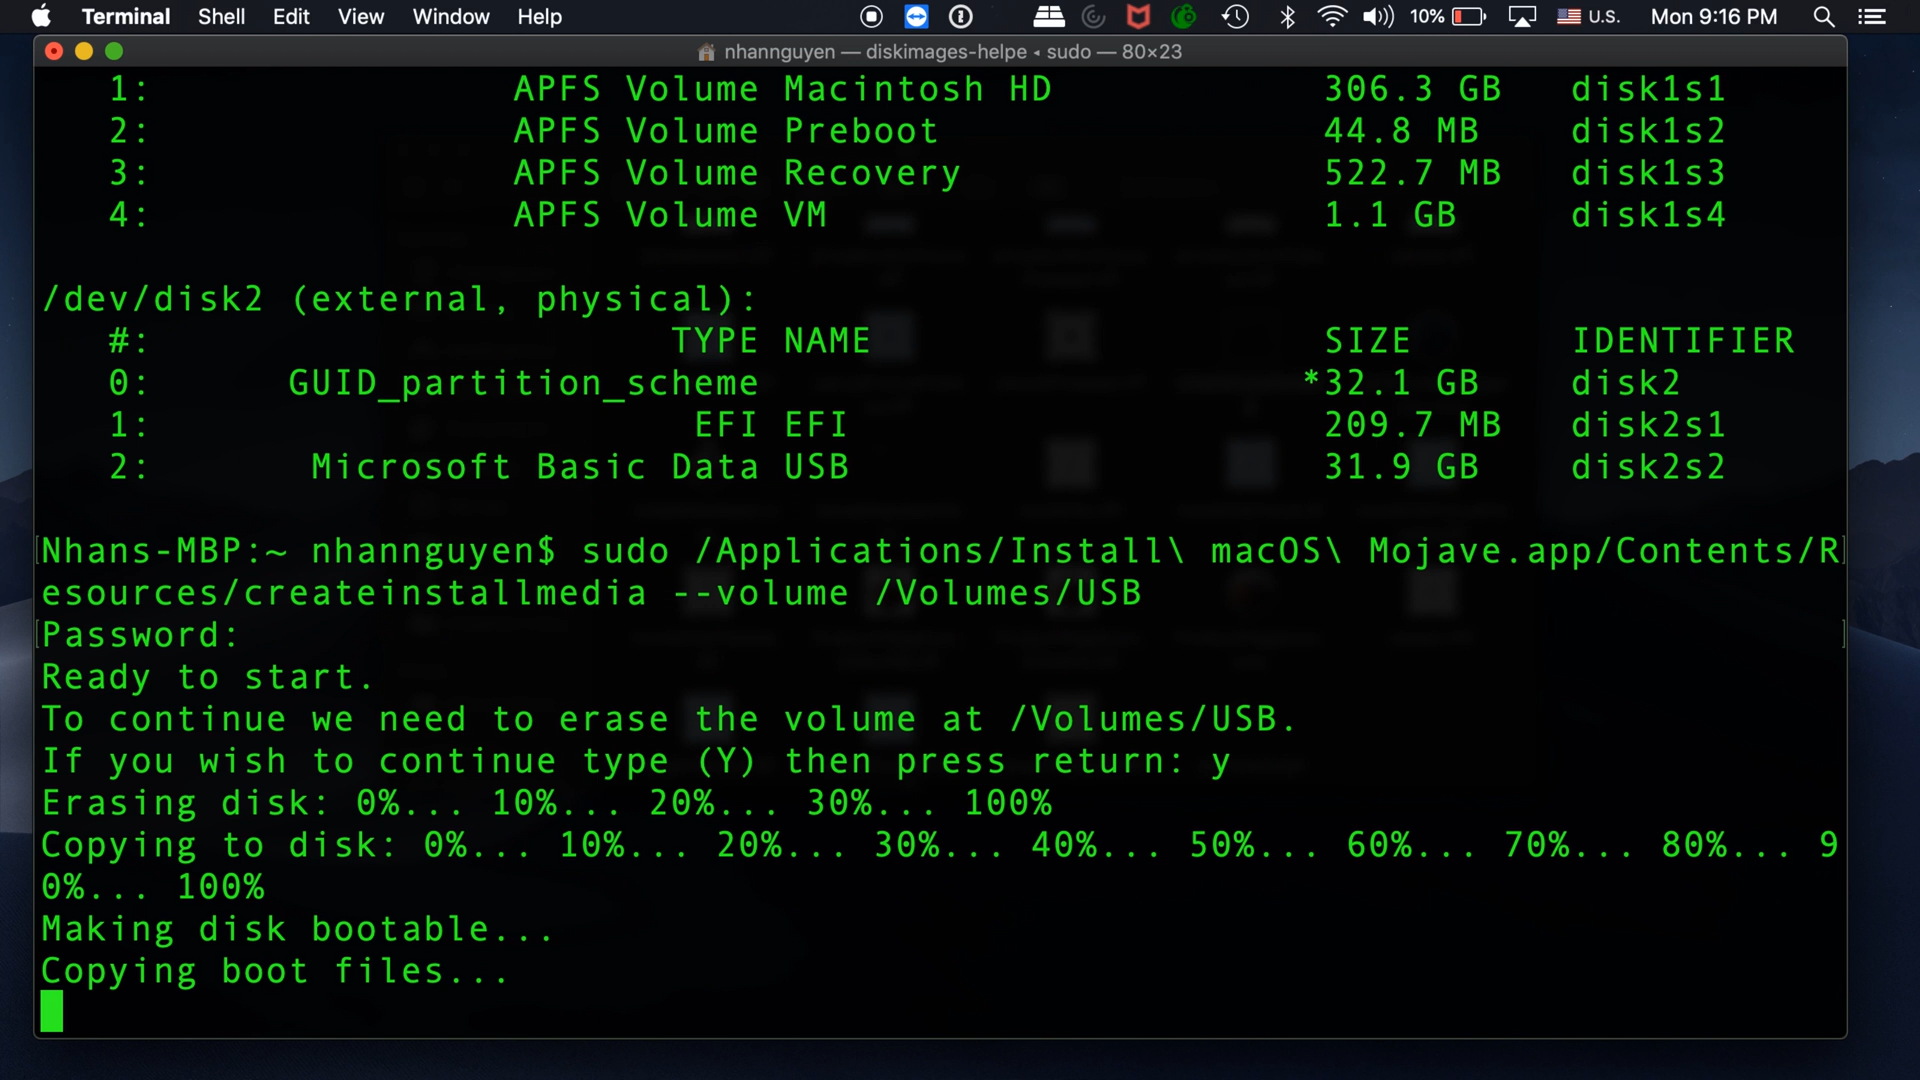 Terminal Shell Edit View Window Help 10% U.S. Mon 9:16 PM
nhannguyen — diskimages-helpe ◂ sudo — 80×23
1: APFS Volume Macintosh HD 306.3 GB disk1s1
2: APFS Volume Preboot 44.8 MB disk1s2
3: APFS Volume Recovery 522.7 MB disk1s3
4: APFS Volume VM 1.1 GB disk1s4
/dev/disk2 (external, physical):
#: TYPE NAME SIZE IDENTIFIER
0: GUID_partition_scheme *32.1 GB disk2
1: EFI EFI 209.7 MB disk2s1
2: Microsoft Basic Data USB 31.9 GB disk2s2
[Nhans-MBP:~ nhannguyen$ sudo /Applications/Install\ macOS\ Mojave.app/Contents/R]
esources/createinstallmedia --volume /Volumes/USB
[Password: ]
Ready to start.
To continue we need to erase the volume at /Volumes/USB.
If you wish to continue type (Y) then press return: y
Erasing disk: 0%... 10%... 20%... 30%... 100%
Copying to disk: 0%... 10%... 20%... 30%... 40%... 50%... 60%... 70%... 80%... 9
0%... 100%
Making disk bootable...
Copying boot files...